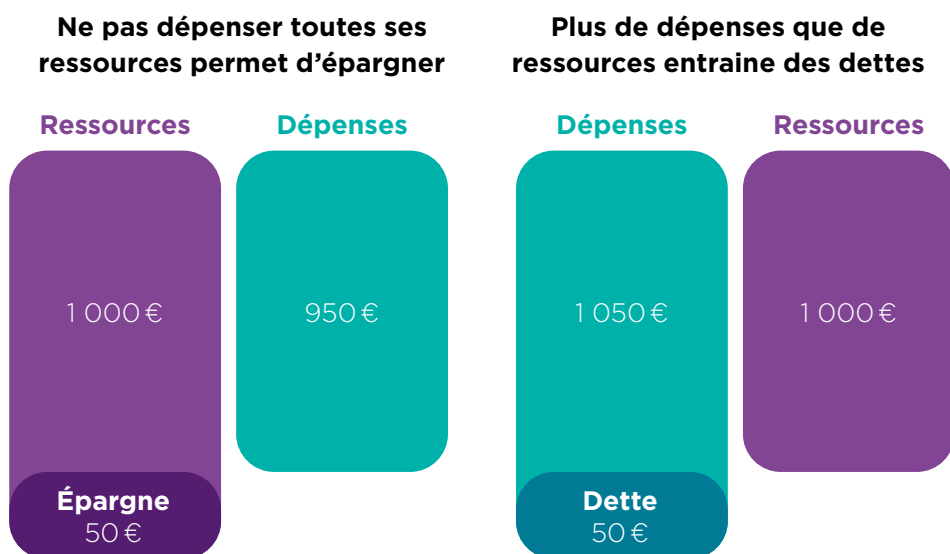 Ne pas dépenser toutes ses
ressources permet d'épargner
Ressources
Dépenses
1 000 €
950 €
Épargne
50 €
Plus de dépenses que de
ressources entraine des dettes
Dépenses
Ressources
1 050 €
1 000 €
Dette
50 €